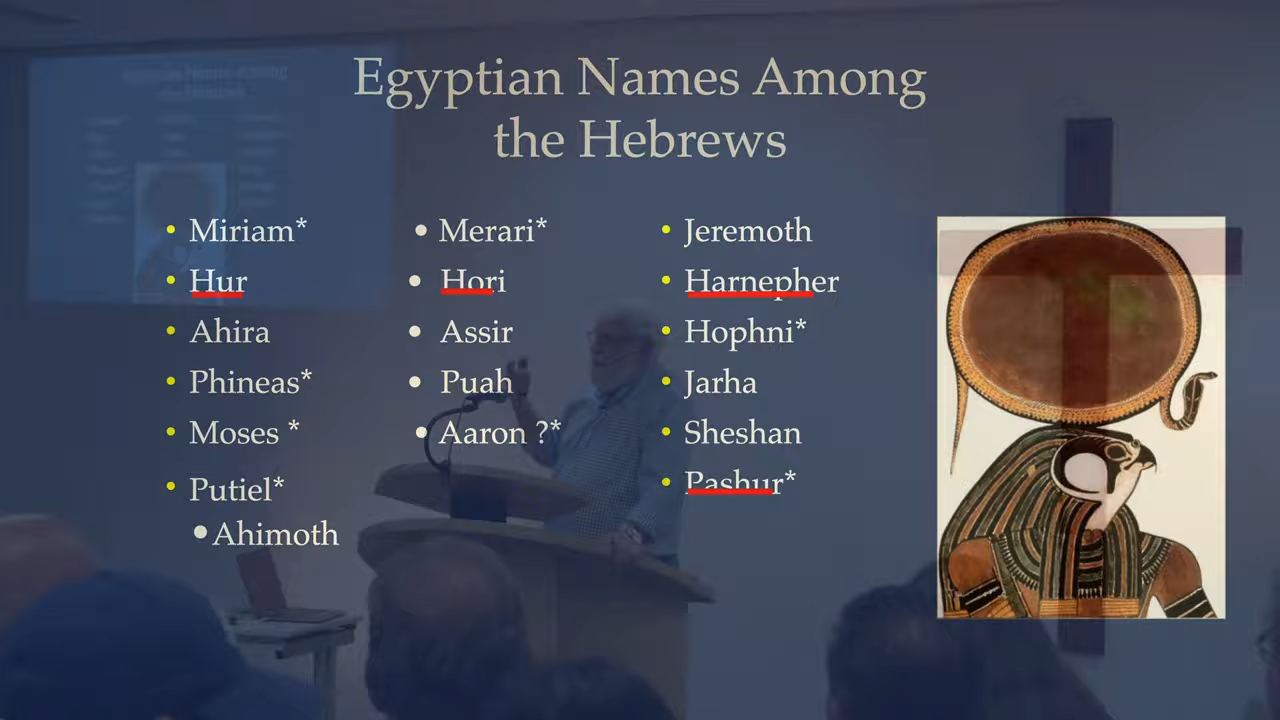 Egyptian Names Among
the Hebrews
• Miriam*
• Hur
• Ahira
• Phineas*
• Moses *
• Putiel*
• Ahimoth
• Merari*
• Hori
• Assir
• Puah
• Aaron ?*
• Jeremoth
• Harnepher
• Hophni*
• Jarha
• Sheshan
• Pashur*